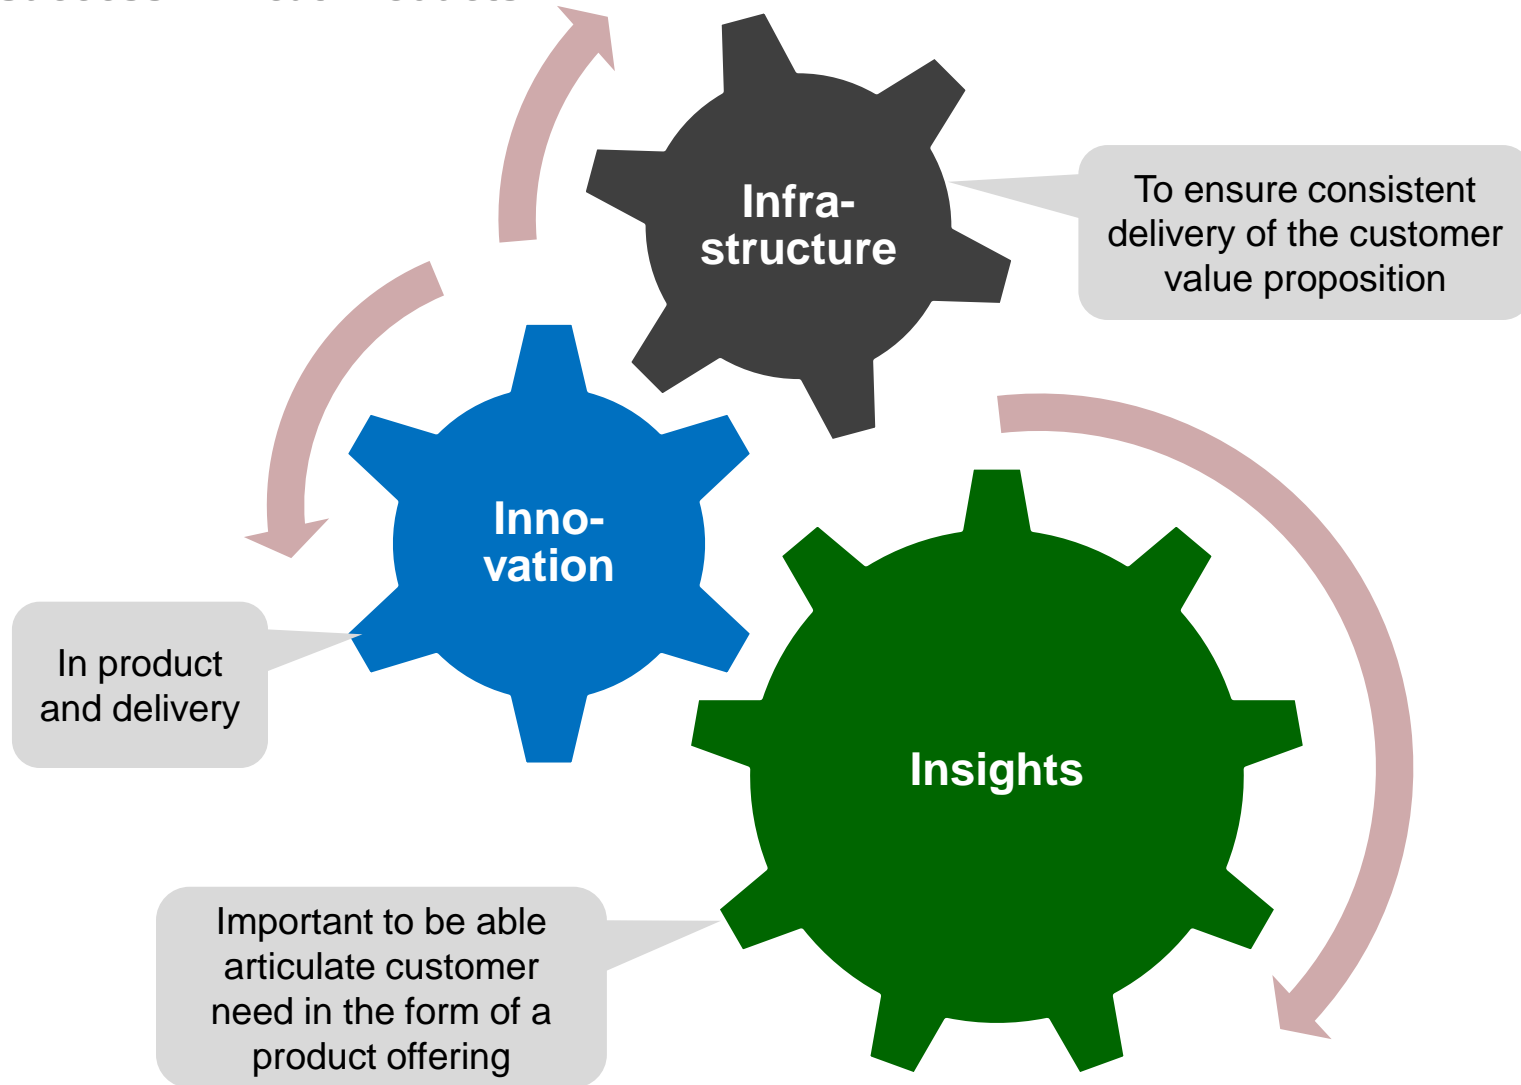 Infra-
structure
To ensure consistent
delivery of the customer
value proposition
Inno-
vation
In product
and delivery
Insights
Important to be able
articulate customer
need in the form of a
product offering